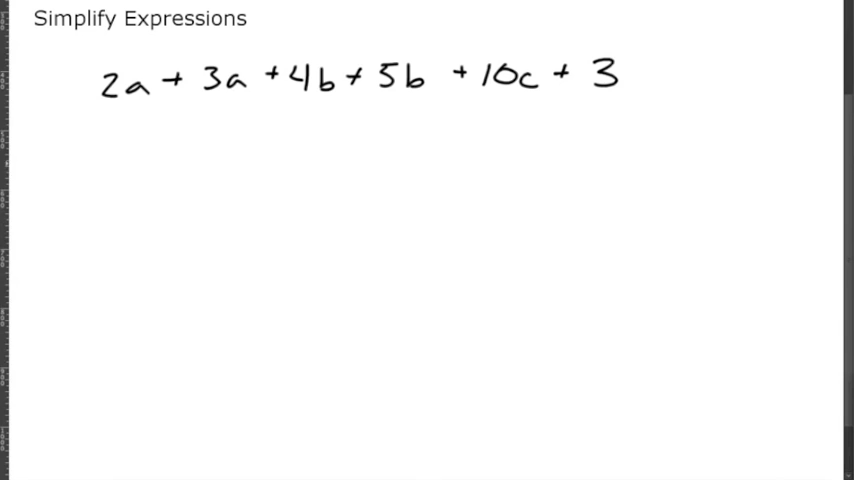 Simplify Expressions
2a + 3a + 4b + 5b + 10c + 3